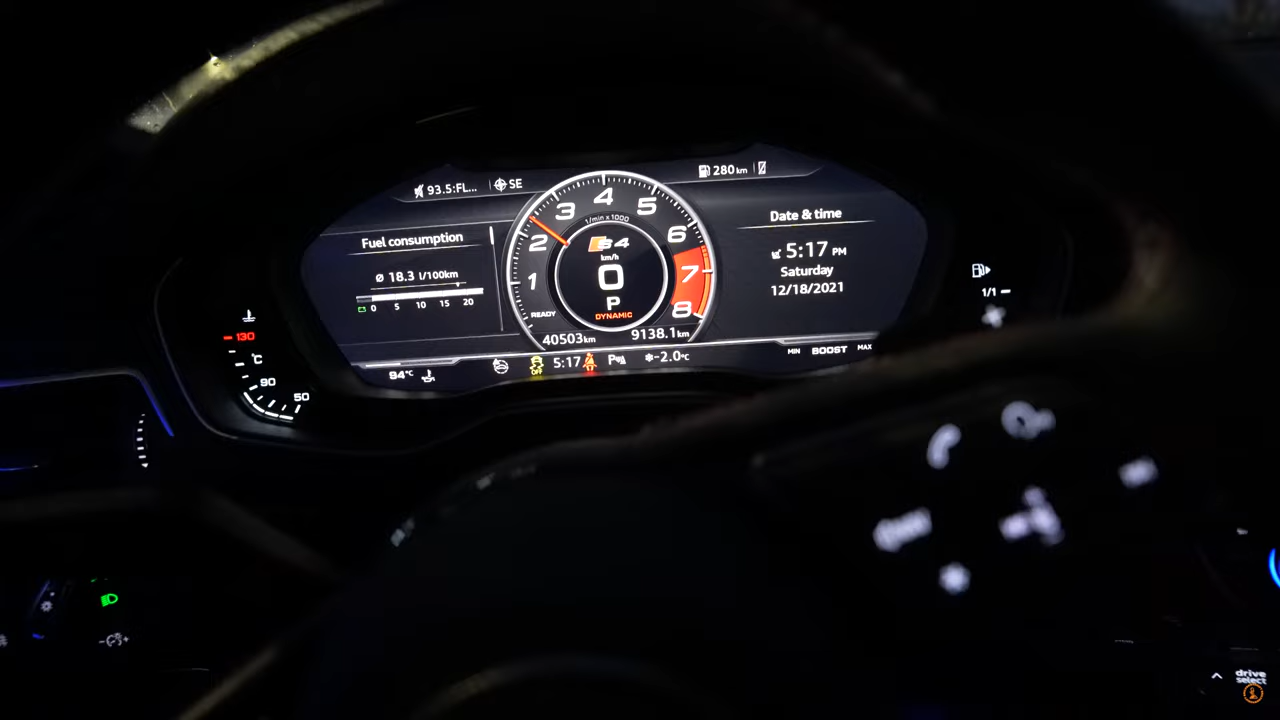 93.5:FL...
SE
280 km
Fuel consumption
Ø 18.3 l/100km
0 5 10 15 20
1
2
3
4
5
6
7
8
1/min x 1000
S4
km/h
0
P
DYNAMIC
READY
40503km
9138.1km
Date & time
5:17 PM
Saturday
12/18/2021
94°C
OFF
5:17
-2.0°C
MIN BOOST MAX
130
°C
90
50
1/1
drive
select